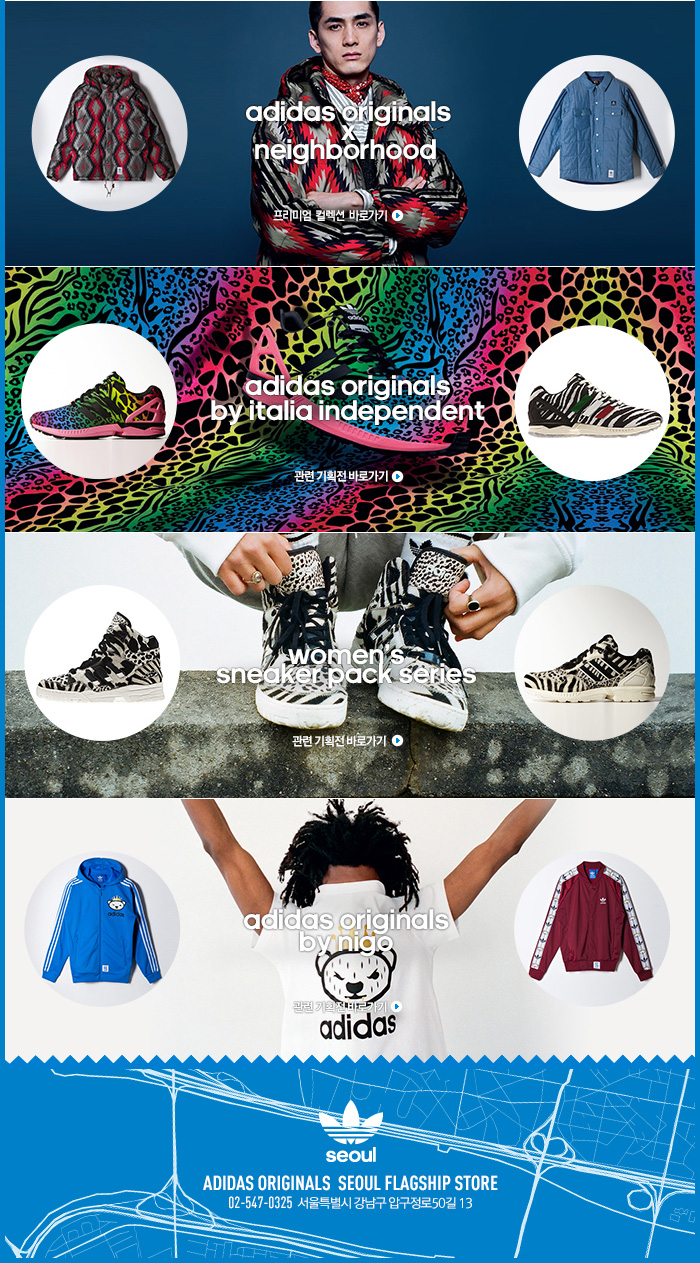 adidas originals
x
neighborhood
프리미엄 컬렉션 바로가기
adidas originals
by italia independent
관련 기획전 바로가기
women's
sneaker pack series
관련 기획전 바로가기
adidas
adidas originals
by nigo
관련 기획전 바로가기
adidas
seoul
ADIDAS ORIGINALS SEOUL FLAGSHIP STORE
02-547-0325 서울특별시 강남구 압구정로50길 13